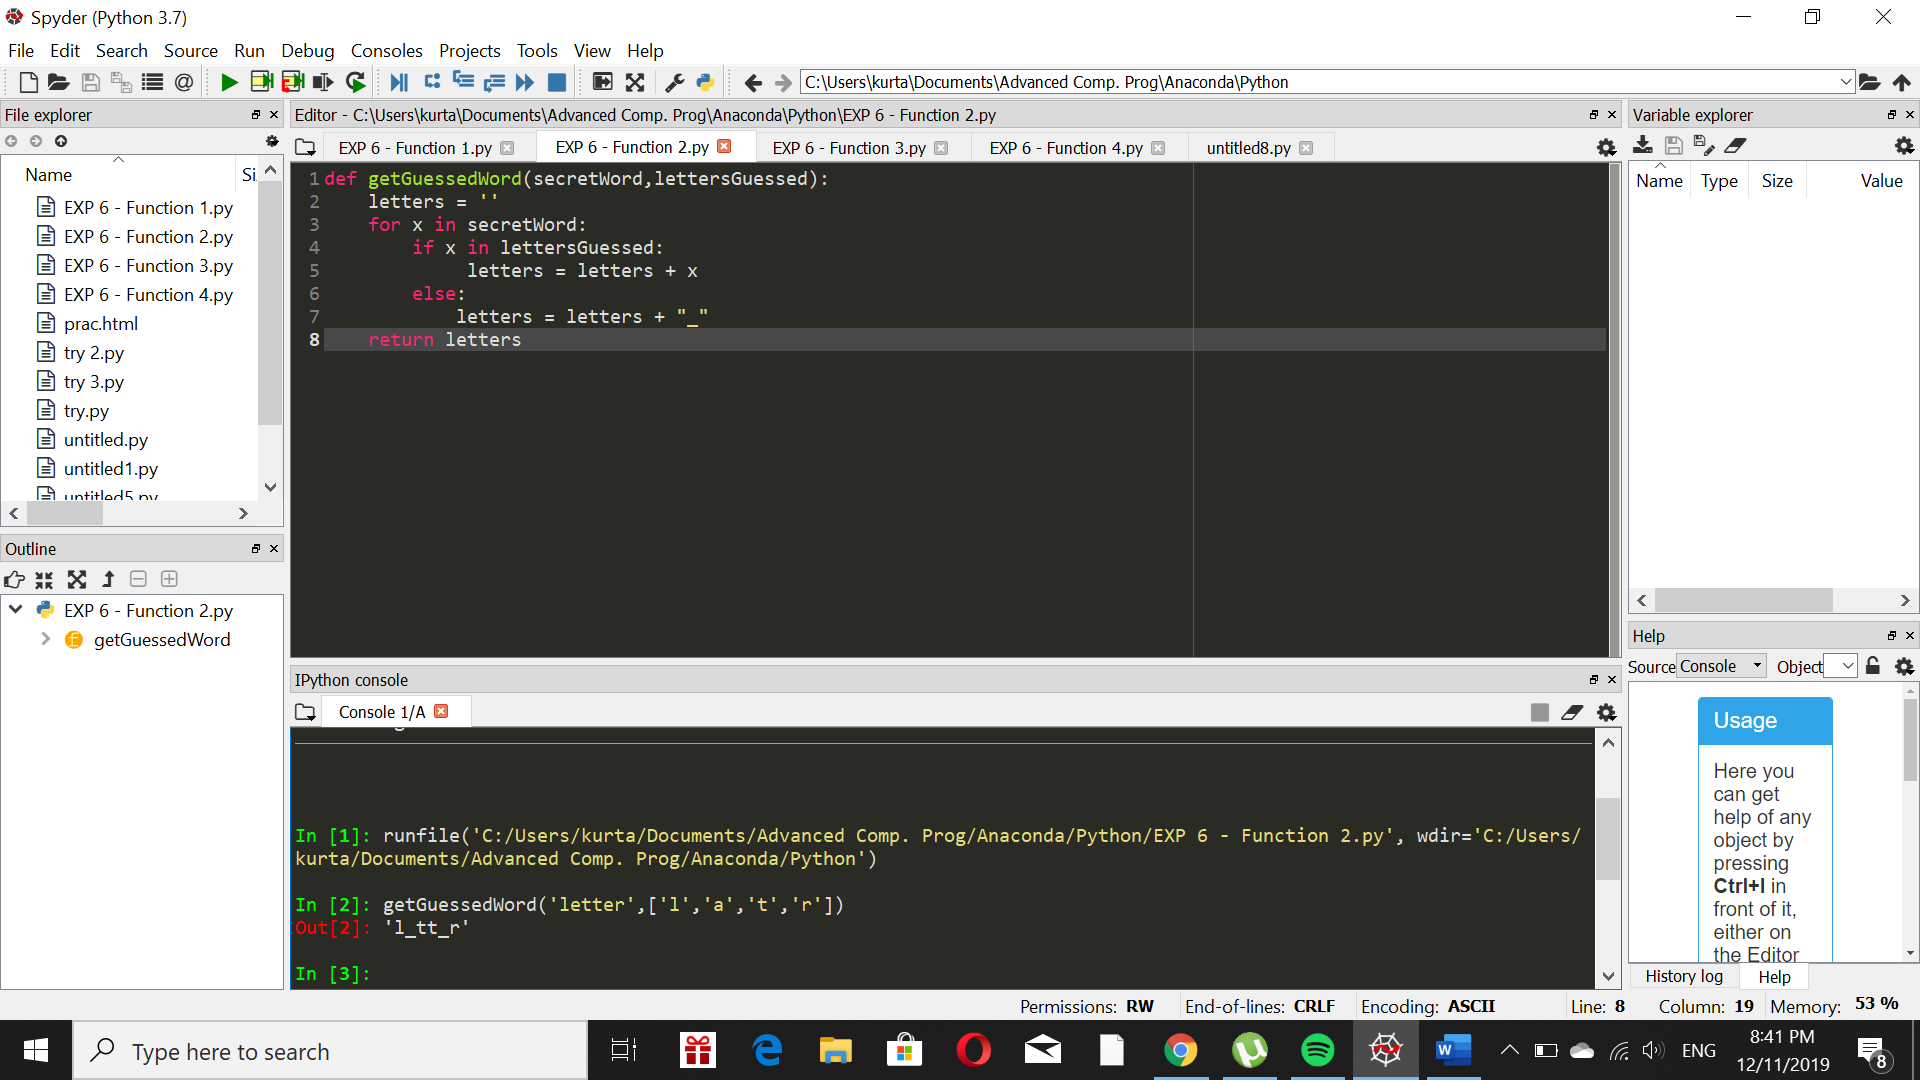 Spyder (Python 3.7)
File Edit Search Source Run Debug Consoles Projects Tools View Help
C:\Users\kurta\Documents\Advanced Comp. Prog\Anaconda\Python
File explorer
Name Si
EXP 6 - Function 1.py
EXP 6 - Function 2.py
EXP 6 - Function 3.py
EXP 6 - Function 4.py
prac.html
try 2.py
try 3.py
try.py
untitled.py
untitled1.py
untitled5.py
Outline
EXP 6 - Function 2.py
getGuessedWord
Editor - C:\Users\kurta\Documents\Advanced Comp. Prog\Anaconda\Python\EXP 6 - Function 2.py
EXP 6 - Function 1.py EXP 6 - Function 2.py EXP 6 - Function 3.py EXP 6 - Function 4.py untitled8.py
1 def getGuessedWord(secretWord,lettersGuessed):
2     letters = ''
3     for x in secretWord:
4         if x in lettersGuessed:
5              letters = letters + x
6         else:
7             letters = letters + "_"
8     return letters
IPython console
Console 1/A
In [1]: runfile('C:/Users/kurta/Documents/Advanced Comp. Prog/Anaconda/Python/EXP 6 - Function 2.py', wdir='C:/Users/
kurta/Documents/Advanced Comp. Prog/Anaconda/Python')
In [2]: getGuessedWord('letter',['l','a','t','r'])
Out[2]: 'l_tt_r'
In [3]:
Variable explorer
Name Type Size Value
Help
Source Console Object
Usage
Here you
can get
help of any
object by
pressing
Ctrl+I in
front of it,
either on
the Editor
History log Help
Permissions: RW End-of-lines: CRLF Encoding: ASCII Line: 8 Column: 19 Memory: 53 %
Type here to search
ENG
8:41 PM
12/11/2019
8